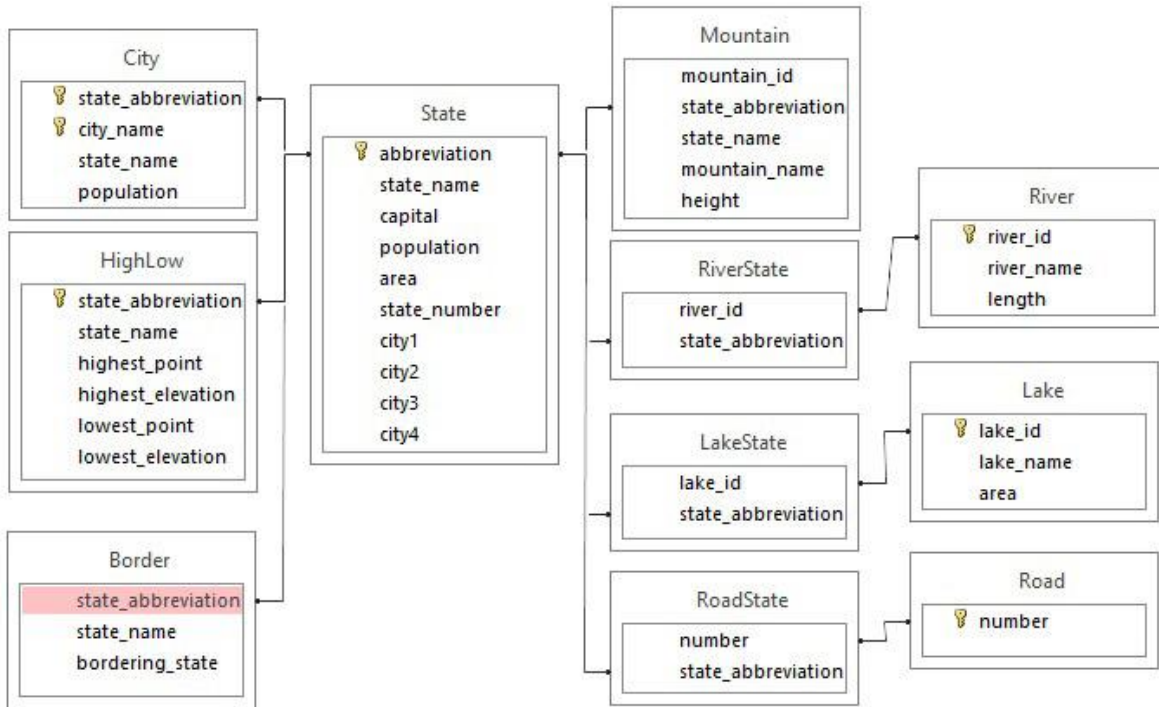 City
state_abbreviation
city_name
state_name
population
HighLow
state_abbreviation
state_name
highest_point
highest_elevation
lowest_point
lowest_elevation
Border
state_abbreviation
state_name
bordering_state
State
abbreviation
state_name
capital
population
area
state_number
city1
city2
city3
city4
Mountain
mountain_id
state_abbreviation
state_name
mountain_name
height
RiverState
river_id
state_abbreviation
LakeState
lake_id
state_abbreviation
RoadState
number
state_abbreviation
River
river_id
river_name
length
Lake
lake_id
lake_name
area
Road
number